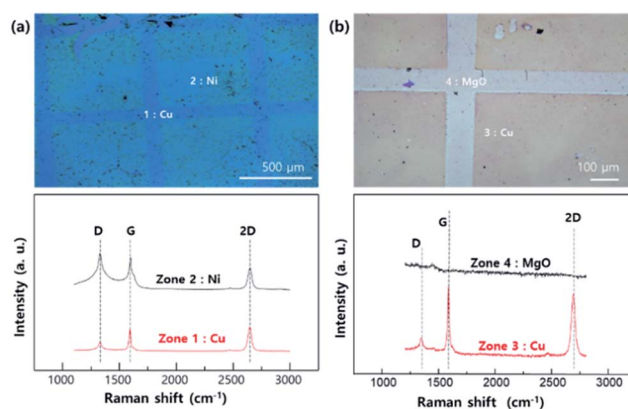 (a)
2 : Ni
1 : Cu
500 μm
(b)
4 : MgO
3 : Cu
100 μm
D
G
2D
Zone 2 : Ni
Zone 1 : Cu
Intensity (a. u.)
1000 1500 2000 2500 3000
Raman shift (cm⁻¹)
D
G
2D
Zone 4 : MgO
Zone 3 : Cu
Intensity (a. u.)
1000 1500 2000 2500 3000
Raman shift (cm⁻¹)